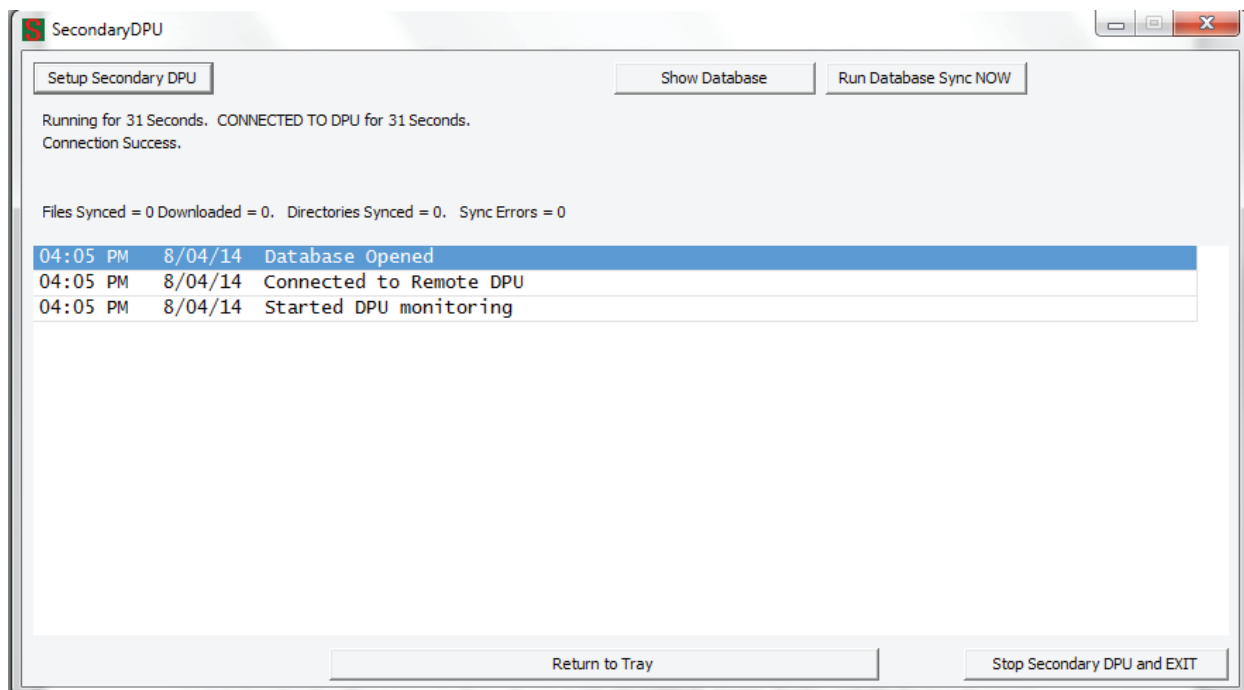 SecondaryDPU
Setup Secondary DPU Show Database Run Database Sync NOW
Running for 31 Seconds. CONNECTED TO DPU for 31 Seconds.
Connection Success.
Files Synced = 0 Downloaded = 0. Directories Synced = 0. Sync Errors = 0
04:05 PM 8/04/14 Database Opened
04:05 PM 8/04/14 Connected to Remote DPU
04:05 PM 8/04/14 Started DPU monitoring
Return to Tray Stop Secondary DPU and EXIT